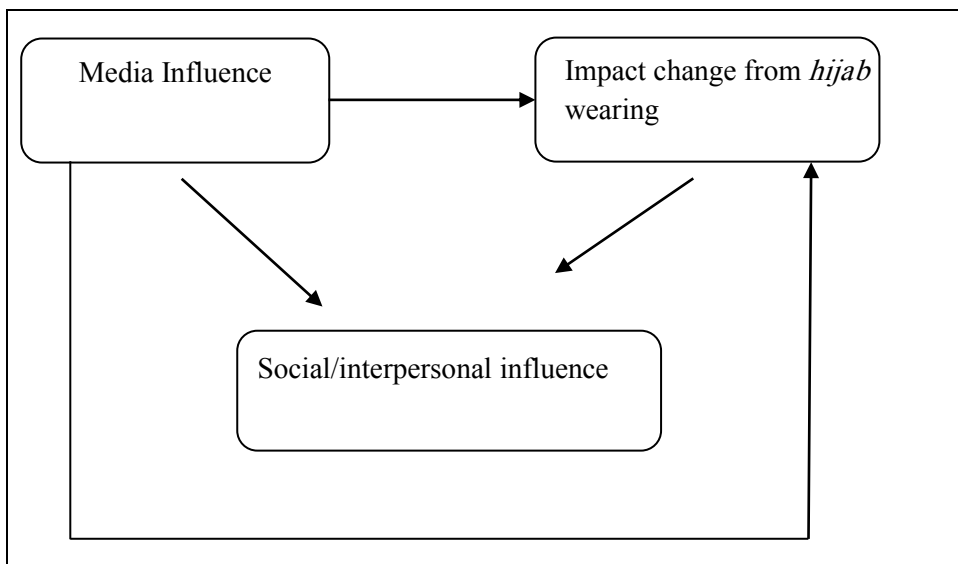 Media Influence
Impact change from hijab
wearing
Social/interpersonal influence